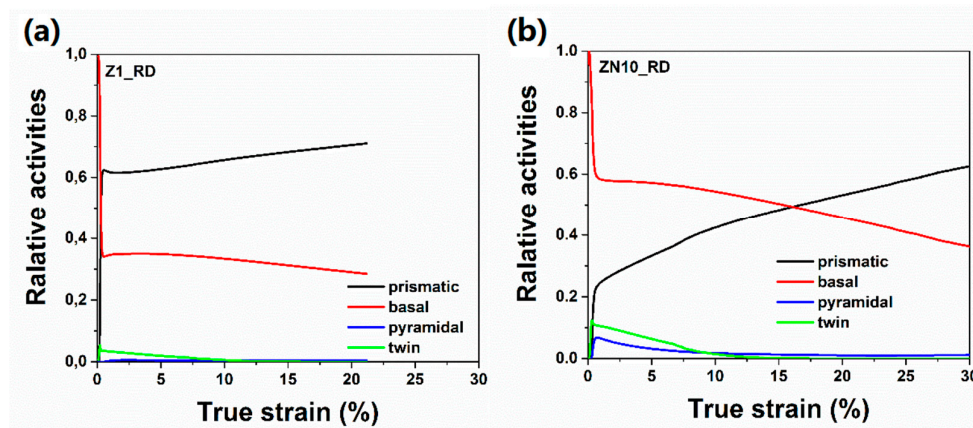 (a)
Z1_RD
Ralative activities
1,0
0,8
0,6
0,4
0,2
0,0
prismatic
basal
pyramidal
twin
0 5 10 15 20 25 30
True strain (%)
(b)
ZN10_RD
Ralative activities
1.0
0.8
0.6
0.4
0.2
0.0
prismatic
basal
pyramidal
twin
0 5 10 15 20 25 30
True strain (%)